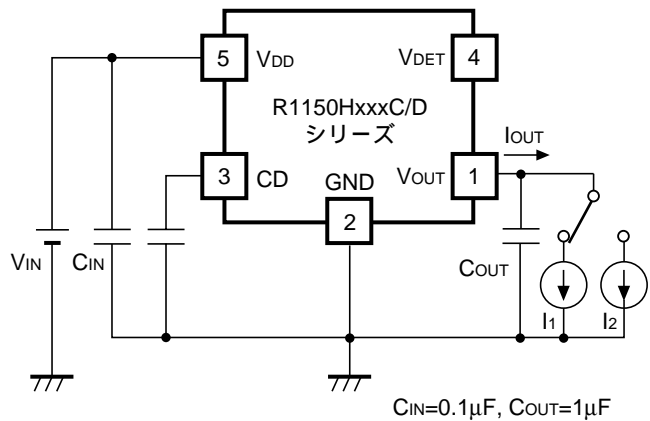 5
VDD
VDET
4
R1150HxxxC/D
シリーズ
IOUT
3
CD
GND
VOUT
1
2
VIN
CIN
COUT
I1
I2
CIN=0.1μF, COUT=1μF